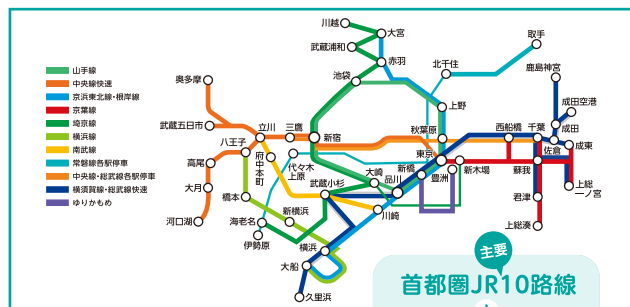 山手線
中央線快速
京浜東北線・根岸線
京葉線
埼京線
横浜線
南武線
常磐線各駅停車
中央線・総武線各駅停車
横須賀線・総武線快速
ゆりかもめ
川越
大宮
武蔵浦和
赤羽
池袋
北千住
取手
鹿島神宮
成田空港
成田
上野
奥多摩
武蔵五日市
立川
三鷹
新宿
秋葉原
西船橋
千葉
佐倉
成東
八王子
府中本町
代々木
上原
東京
新橋
豊洲
新木場
蘇我
高尾
大月
大崎
品川
武蔵小杉
上総
一ノ宮
橋本
君津
河口湖
海老名
新横浜
川崎
上総湊
伊勢原
横浜
大船
久里浜
主要
首都圏JR10路線